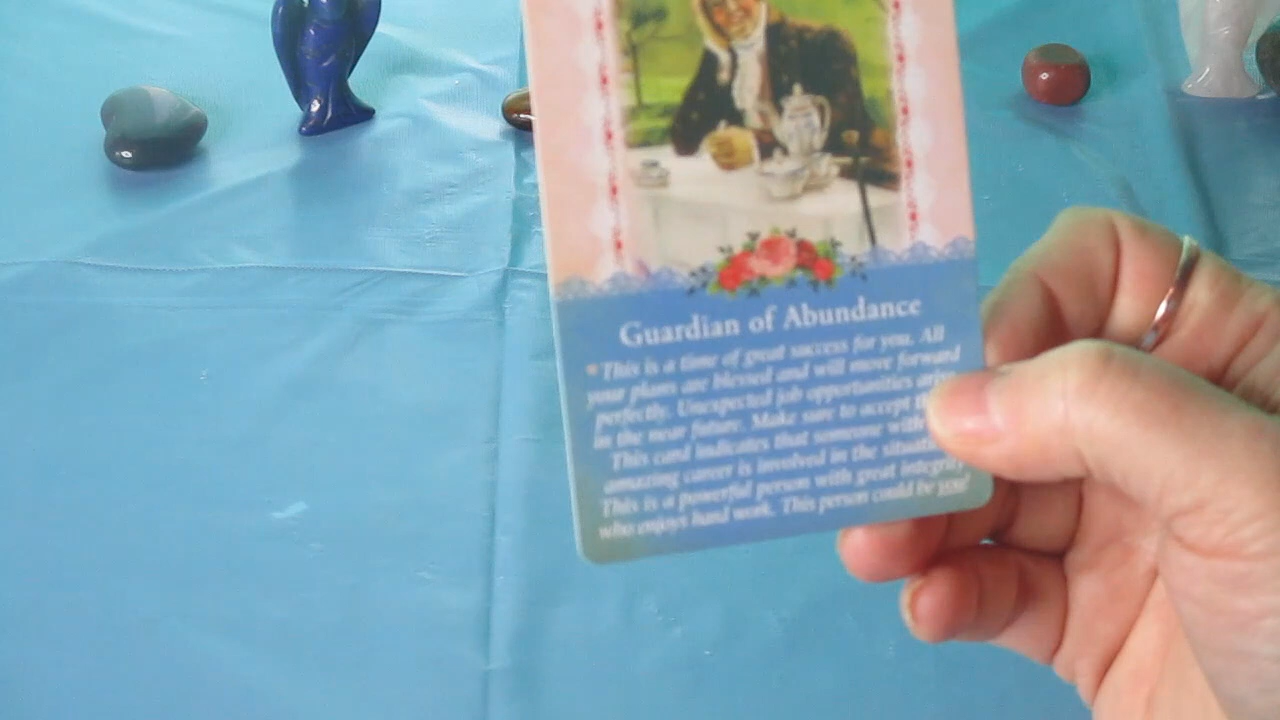 Guardian of Abundance
"This is a time of great success for you. All
your plans are blessed and will move forward
perfectly. Unexpected job opportunities arise
in the near future. Make sure to accept
This card indicates that someone with
amazing career is involved in the
This is a powerful person with great integrity
who enjoys hard work. This person could be you!